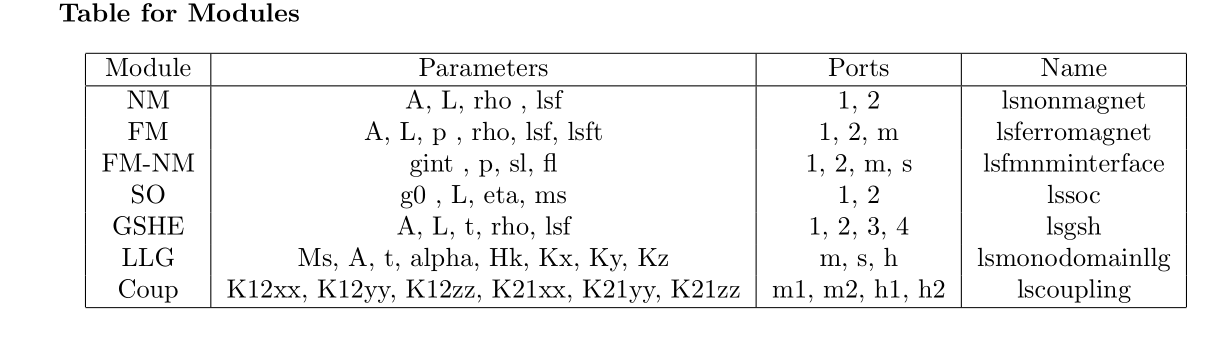 Table for Modules
Module Parameters Ports Name
NM A, L, rho , lsf 1, 2 lsnonmagnet
FM A, L, p , rho, lsf, lsft 1, 2, m lsferromagnet
FM-NM gint , p, sl, fl 1, 2, m, s lsfmnminterface
SO g0 , L, eta, ms 1, 2 lssoc
GSHE A, L, t, rho, lsf 1, 2, 3, 4 lsgsh
LLG Ms, A, t, alpha, Hk, Kx, Ky, Kz m, s, h lsmonodomainllg
Coup K12xx, K12yy, K12zz, K21xx, K21yy, K21zz m1, m2, h1, h2 lscoupling